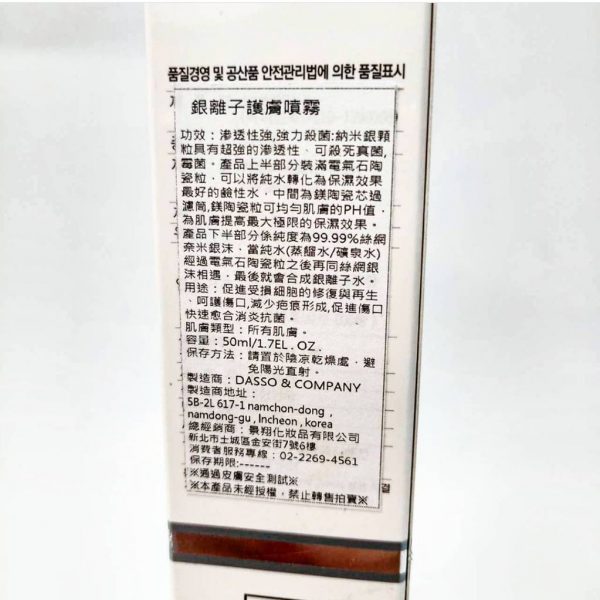 품질경영 및 공산품 안전관리법에 의한 품질표시
銀離子護膚噴霧
功效：滲透性強,強力殺菌:納米銀顆
粒具有超強的滲透性、可殺死真菌,
霉菌。產品上半部分裝滿電氣石陶
瓷粒，可以將純水轉化為保濕效果
最好的鹼性水，中間為鎂陶瓷芯過
濾筒,鎂陶瓷粒可均勻肌膚的PH值，
為肌膚提高最大極限的保濕效果。
產品下半部分係純度為99.99%絲網
奈米銀沫、當純水(蒸餾水/礦泉水)
經過電氣石陶瓷粒之後再同絲網銀
沫相遇，最後就會合成銀離子水。
用途：促進受損細胞的修復與再生
、呵護傷口,減少疤痕形成,促進傷口
快速愈合消炎抗菌。
肌膚類型：所有肌膚。
容量：50ml/1.7EL . OZ .
保存方法：請置於陰涼乾燥處，避
免陽光直射。
製造商：DASSO & COMPANY
製造商地址：
5B-2L 617-1 namchon-dong ,
namdong-gu , Incheon , korea
總經銷商：景翔化妝品有限公司
新北市土城區金安街7號6樓
消費者服務專線：02-2269-4561
保存期限:------
※通過皮膚安全測試※
※本產品未經授權，禁止轉售拍賣※
결